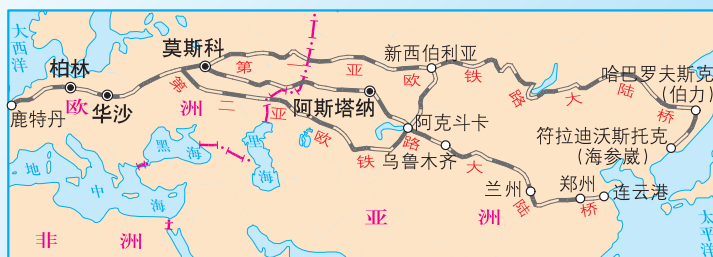 大西洋
柏林
鹿特丹
华沙
莫斯科
新西伯利亚
哈巴罗夫斯克
(伯力)
符拉迪沃斯托克
(海参崴)
阿斯塔纳
阿克斗卡
乌鲁木齐
兰州
郑州
连云港
第一亚欧铁路大陆桥
第二亚欧铁路大陆桥
欧洲
亚洲
非洲
黑海
里海
地中海
太平洋